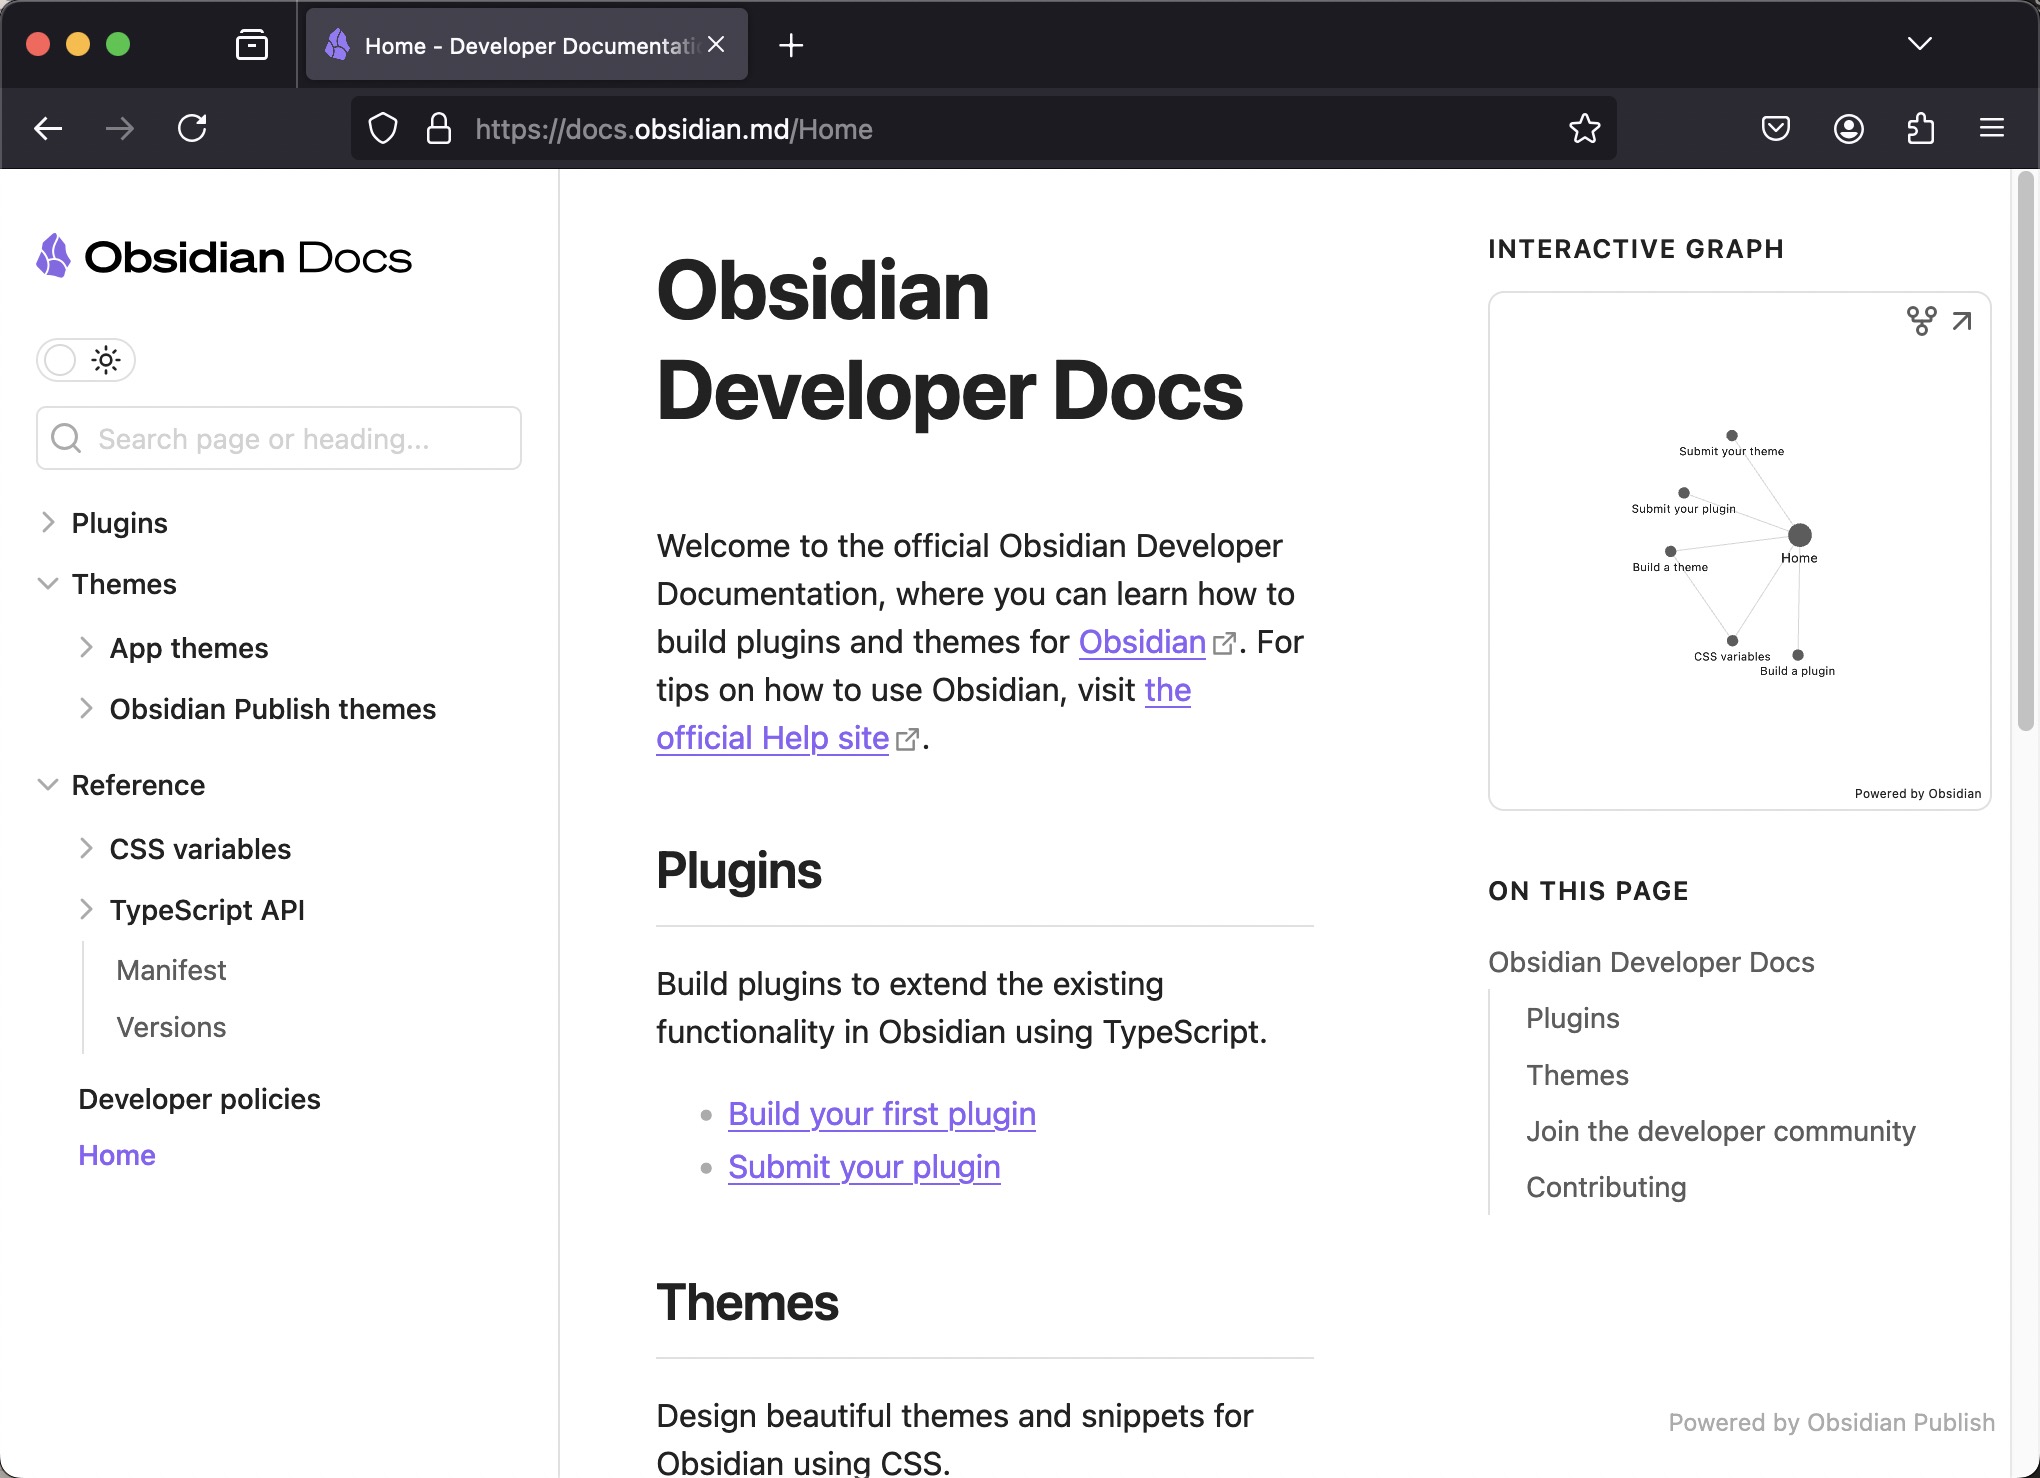 Home - Developer Documentati
https://docs.obsidian.md/Home
Obsidian Docs
Search page or heading...
Plugins
Themes
App themes
Obsidian Publish themes
Reference
CSS variables
TypeScript API
Manifest
Versions
Developer policies
Home
Obsidian
Developer Docs
Welcome to the official Obsidian Developer
Documentation, where you can learn how to
build plugins and themes for Obsidian. For
tips on how to use Obsidian, visit the
official Help site.
Plugins
Build plugins to extend the existing
functionality in Obsidian using TypeScript.
Build your first plugin
Submit your plugin
Themes
Design beautiful themes and snippets for
Obsidian using CSS.
INTERACTIVE GRAPH
Submit your theme
Submit your plugin
Home
Build a theme
CSS variables
Build a plugin
Powered by Obsidian
ON THIS PAGE
Obsidian Developer Docs
Plugins
Themes
Join the developer community
Contributing
Powered by Obsidian Publish